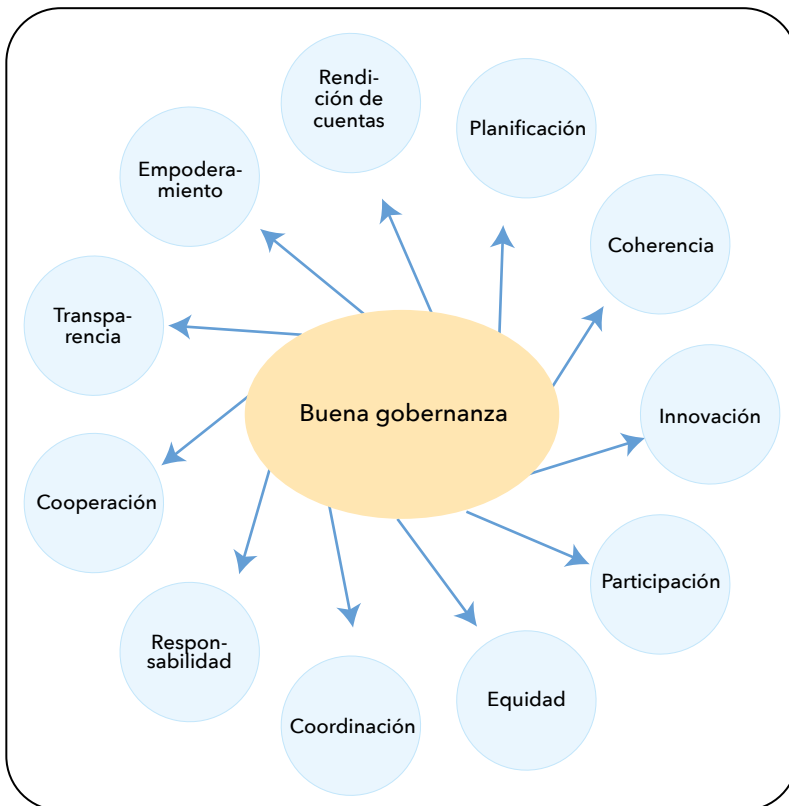 Rendi-
ción de
cuentas
Planificación
Empodera-
miento
Coherencia
Transpa-
rencia
Buena gobernanza
Innovación
Cooperación
Participación
Respon-
sabilidad
Equidad
Coordinación